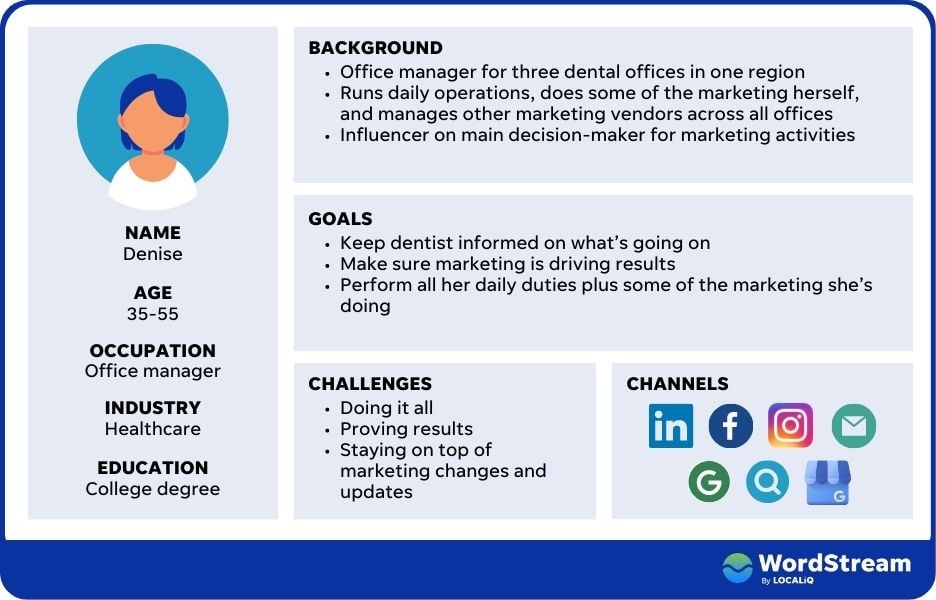 NAME
Denise
AGE
35-55
OCCUPATION
Office manager
INDUSTRY
Healthcare
EDUCATION
College degree
BACKGROUND
• Office manager for three dental offices in one region
• Runs daily operations, does some of the marketing herself,
and manages other marketing vendors across all offices
• Influencer on main decision-maker for marketing activities
GOALS
• Keep dentist informed on what's going on
• Make sure marketing is driving results
• Perform all her daily duties plus some of the marketing she's
doing
CHALLENGES
• Doing it all
• Proving results
• Staying on top of
marketing changes and
updates
CHANNELS
in
f
G
G
WordStream
By LOCALiQ